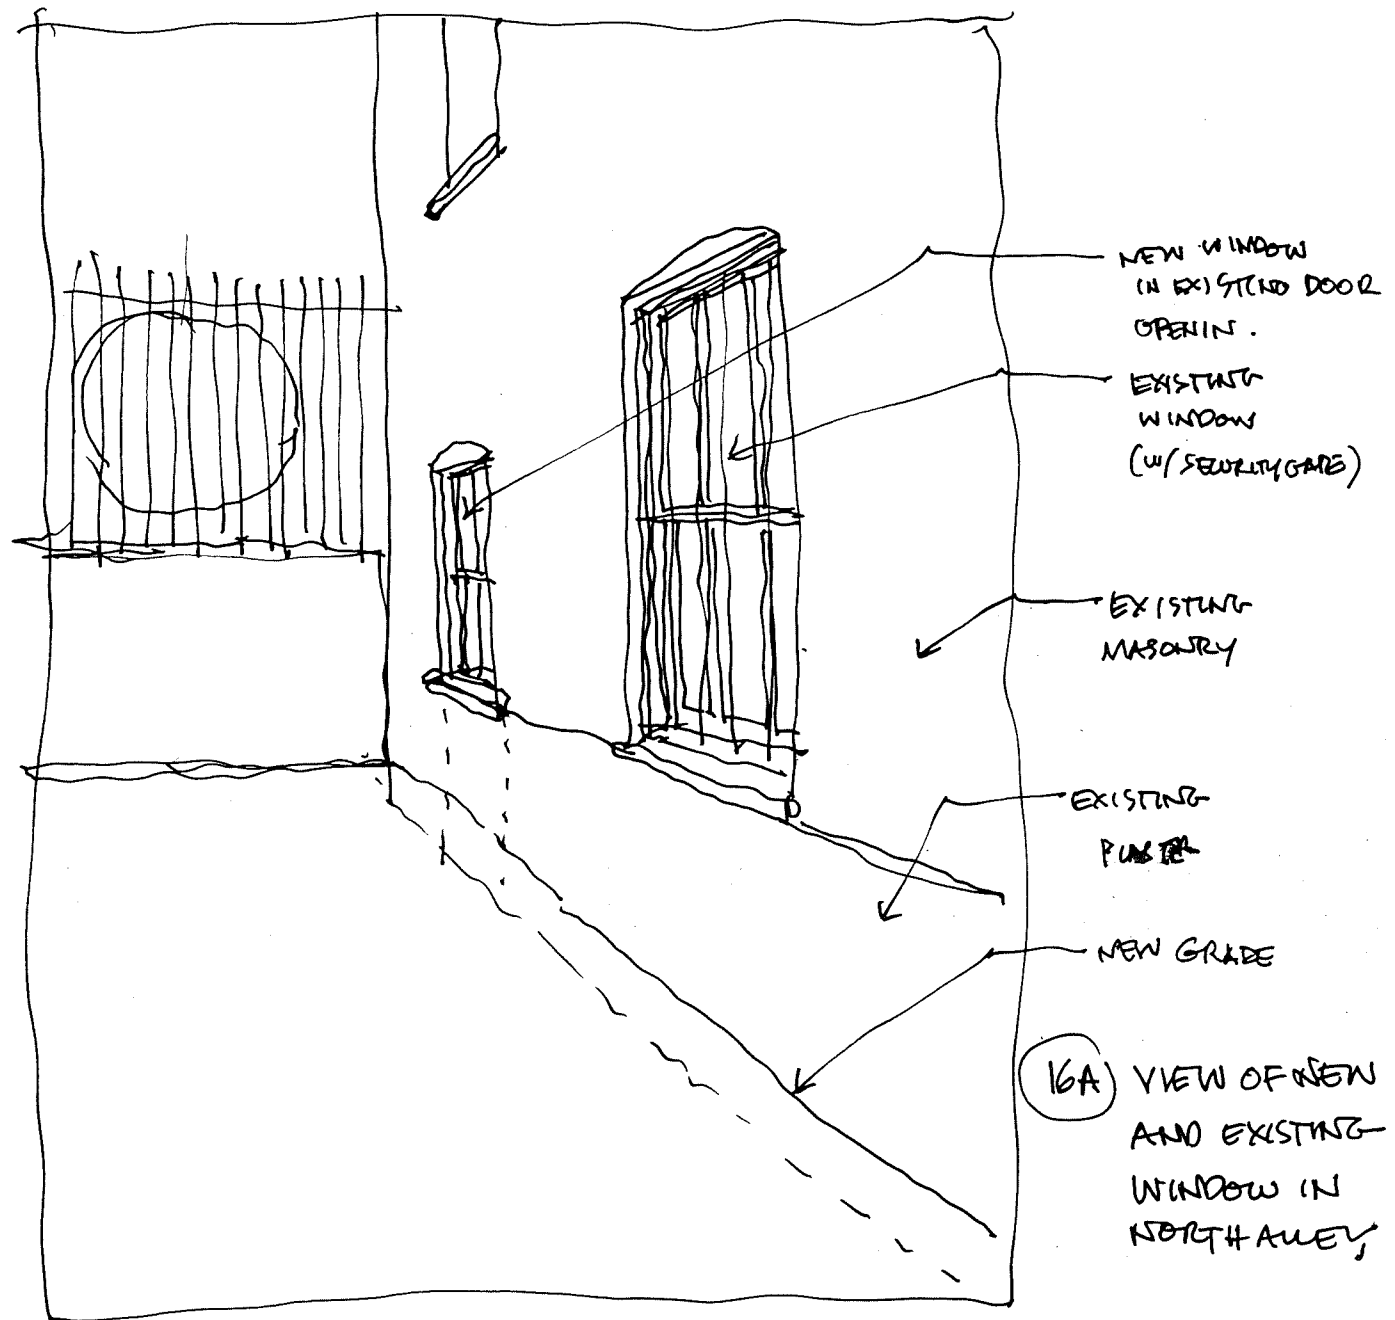 NEW WINDOW
IN EXISTING DOOR
OPENIN.
EXISTING
WINDOW
(W/ SECURITY GATE)
EXISTING
MASONRY
EXISTING
PLASTER
NEW GRADE
16A VIEW OF NEW
AND EXISTING
WINDOW IN
NORTH ALLEY,